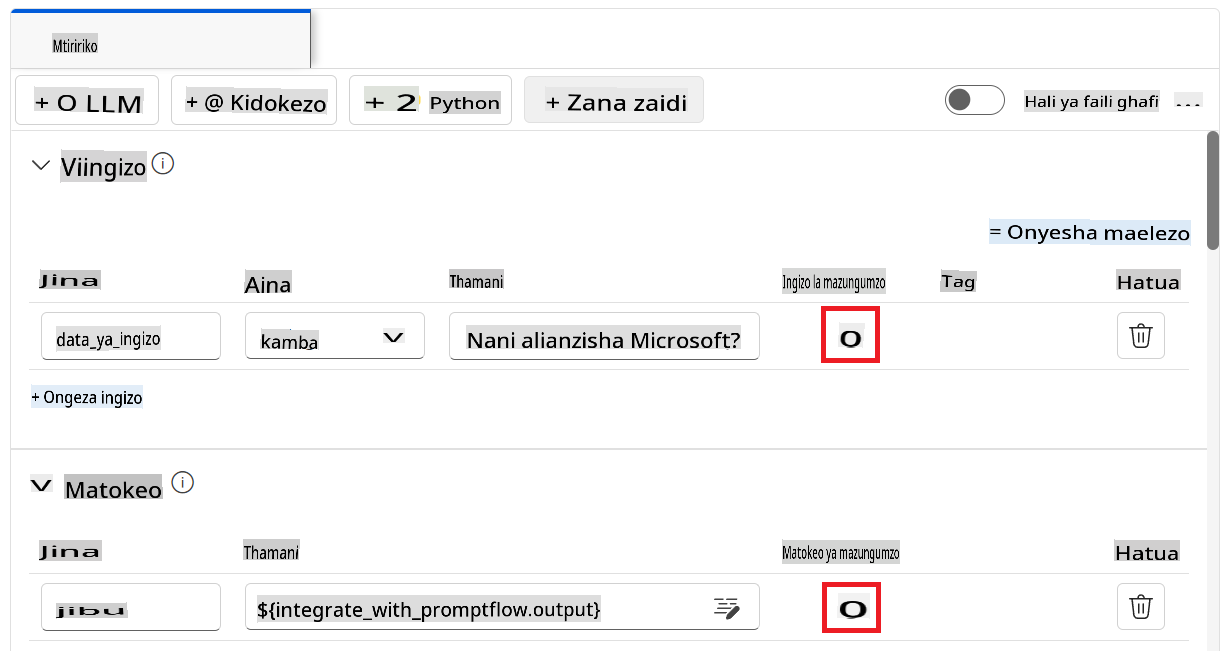 Mtiririko
+ O LLM + @ Kidokezo + 2 Python + Zana zaidi Hali ya faili ghafi ...
Viingizo
= Onyesha maelezo
Jina Aina Thamani Ingizo la mazungumzo Tag Hatua
data_ya_ingizo kamba Nani alianzisha Microsoft? O
+ Ongeza ingizo
Matokeo
Jina Thamani Matokeo ya mazungumzo Hatua
jibu ${integrate_with_promptflow.output} O